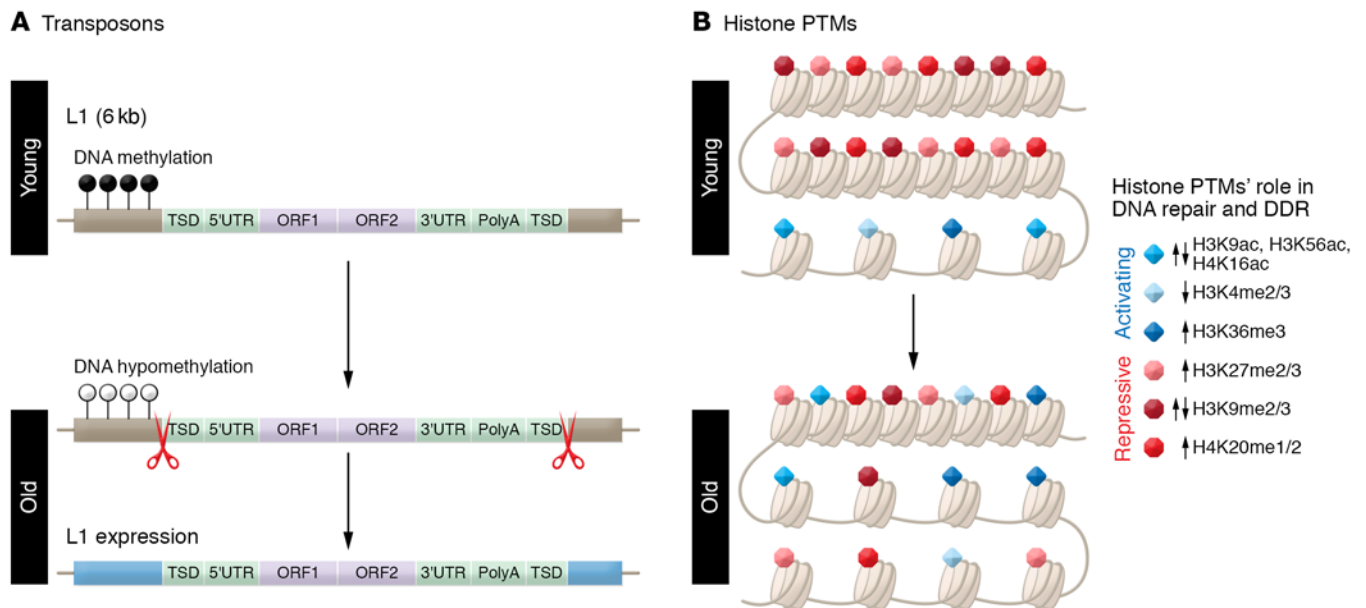 A Transposons
Young
L1 (6 kb)
DNA methylation
TSD 5'UTR ORF1 ORF2 3'UTR PolyA TSD
Old
DNA hypomethylation
TSD 5'UTR ORF1 ORF2 3'UTR PolyA TSD
L1 expression
TSD 5'UTR ORF1 ORF2 3'UTR PolyA TSD
B Histone PTMs
Young
Old
Histone PTMs' role in
DNA repair and DDR
Activating
↑↓ H3K9ac, H3K56ac,
H4K16ac
↓ H3K4me2/3
↑ H3K36me3
Repressive
↑ H3K27me2/3
↑↓ H3K9me2/3
↑ H4K20me1/2